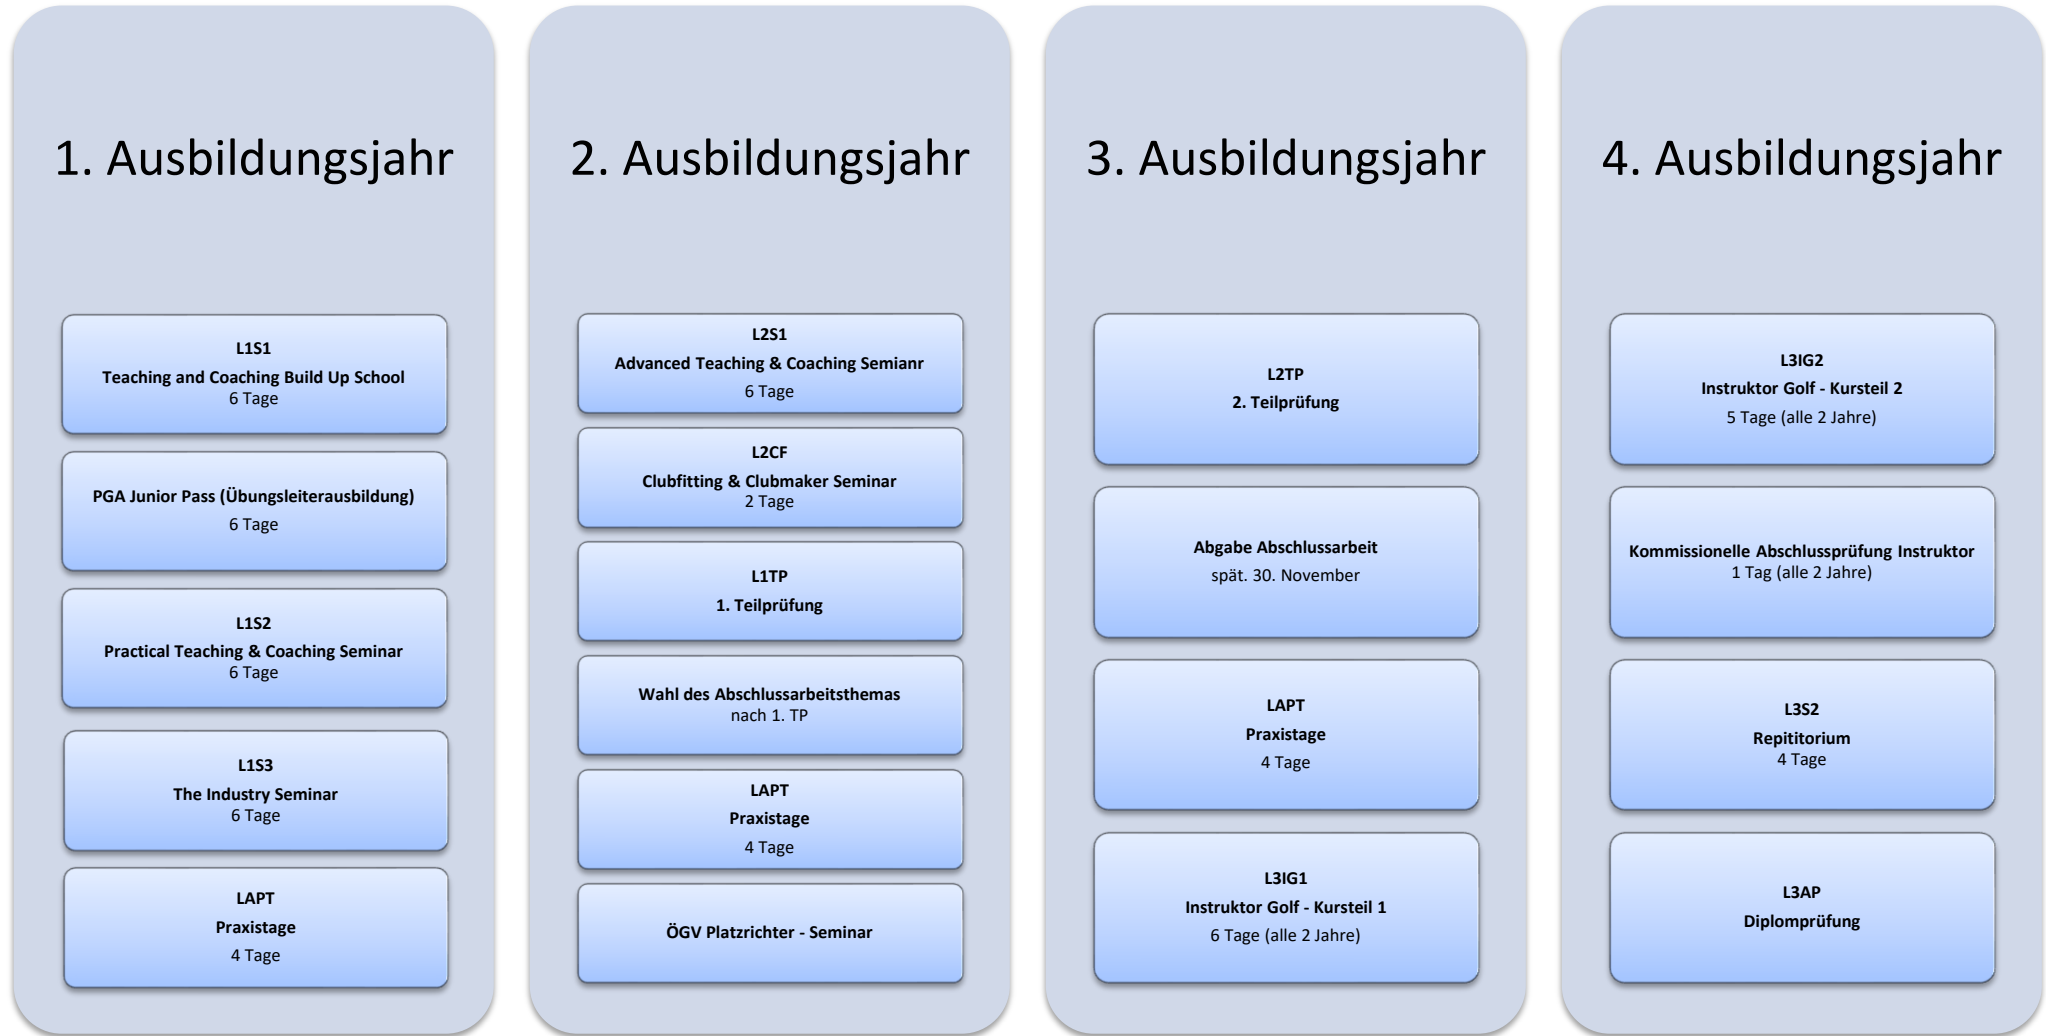 1. Ausbildungsjahr
L1S1
Teaching and Coaching Build Up School
6 Tage
PGA Junior Pass (Übungsleiterausbildung)
6 Tage
L1S2
Practical Teaching & Coaching Seminar
6 Tage
L1S3
The Industry Seminar
6 Tage
LAPT
Praxistage
4 Tage
2. Ausbildungsjahr
L2S1
Advanced Teaching & Coaching Semianr
6 Tage
L2CF
Clubfitting & Clubmaker Seminar
2 Tage
L1TP
1. Teilprüfung
Wahl des Abschlussarbeitsthemas
nach 1. TP
LAPT
Praxistage
4 Tage
ÖGV Platzrichter - Seminar
3. Ausbildungsjahr
L2TP
2. Teilprüfung
Abgabe Abschlussarbeit
spät. 30. November
LAPT
Praxistage
4 Tage
L3IG1
Instruktor Golf - Kursteil 1
6 Tage (alle 2 Jahre)
4. Ausbildungsjahr
L3IG2
Instruktor Golf - Kursteil 2
5 Tage (alle 2 Jahre)
Kommissionelle Abschlussprüfung Instruktor
1 Tag (alle 2 Jahre)
L3S2
Repititorium
4 Tage
L3AP
Diplomprüfung